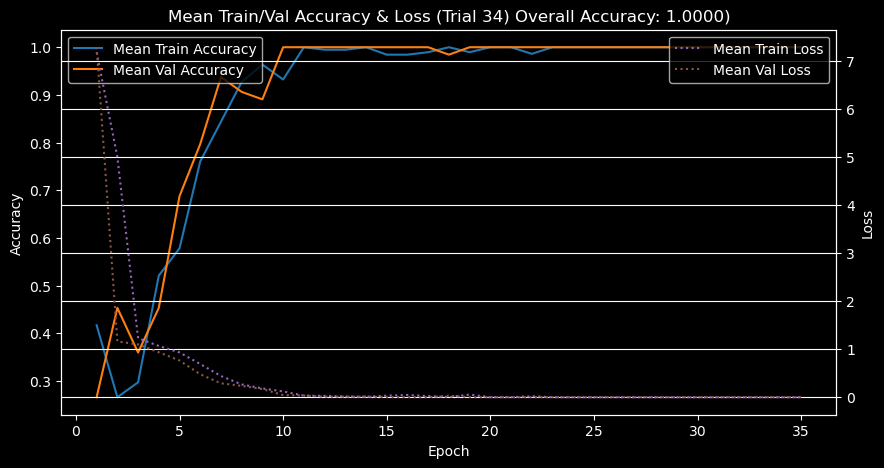 Mean Train/Val Accuracy & Loss (Trial 34) Overall Accuracy: 1.0000)
Mean Train Accuracy
Mean Val Accuracy
Mean Train Loss
Mean Val Loss
1.0
0.9
0.8
0.7
0.6
0.5
0.4
0.3
Accuracy
7
6
5
4
3
2
1
0
Loss
0 5 10 15 20 25 30 35
Epoch